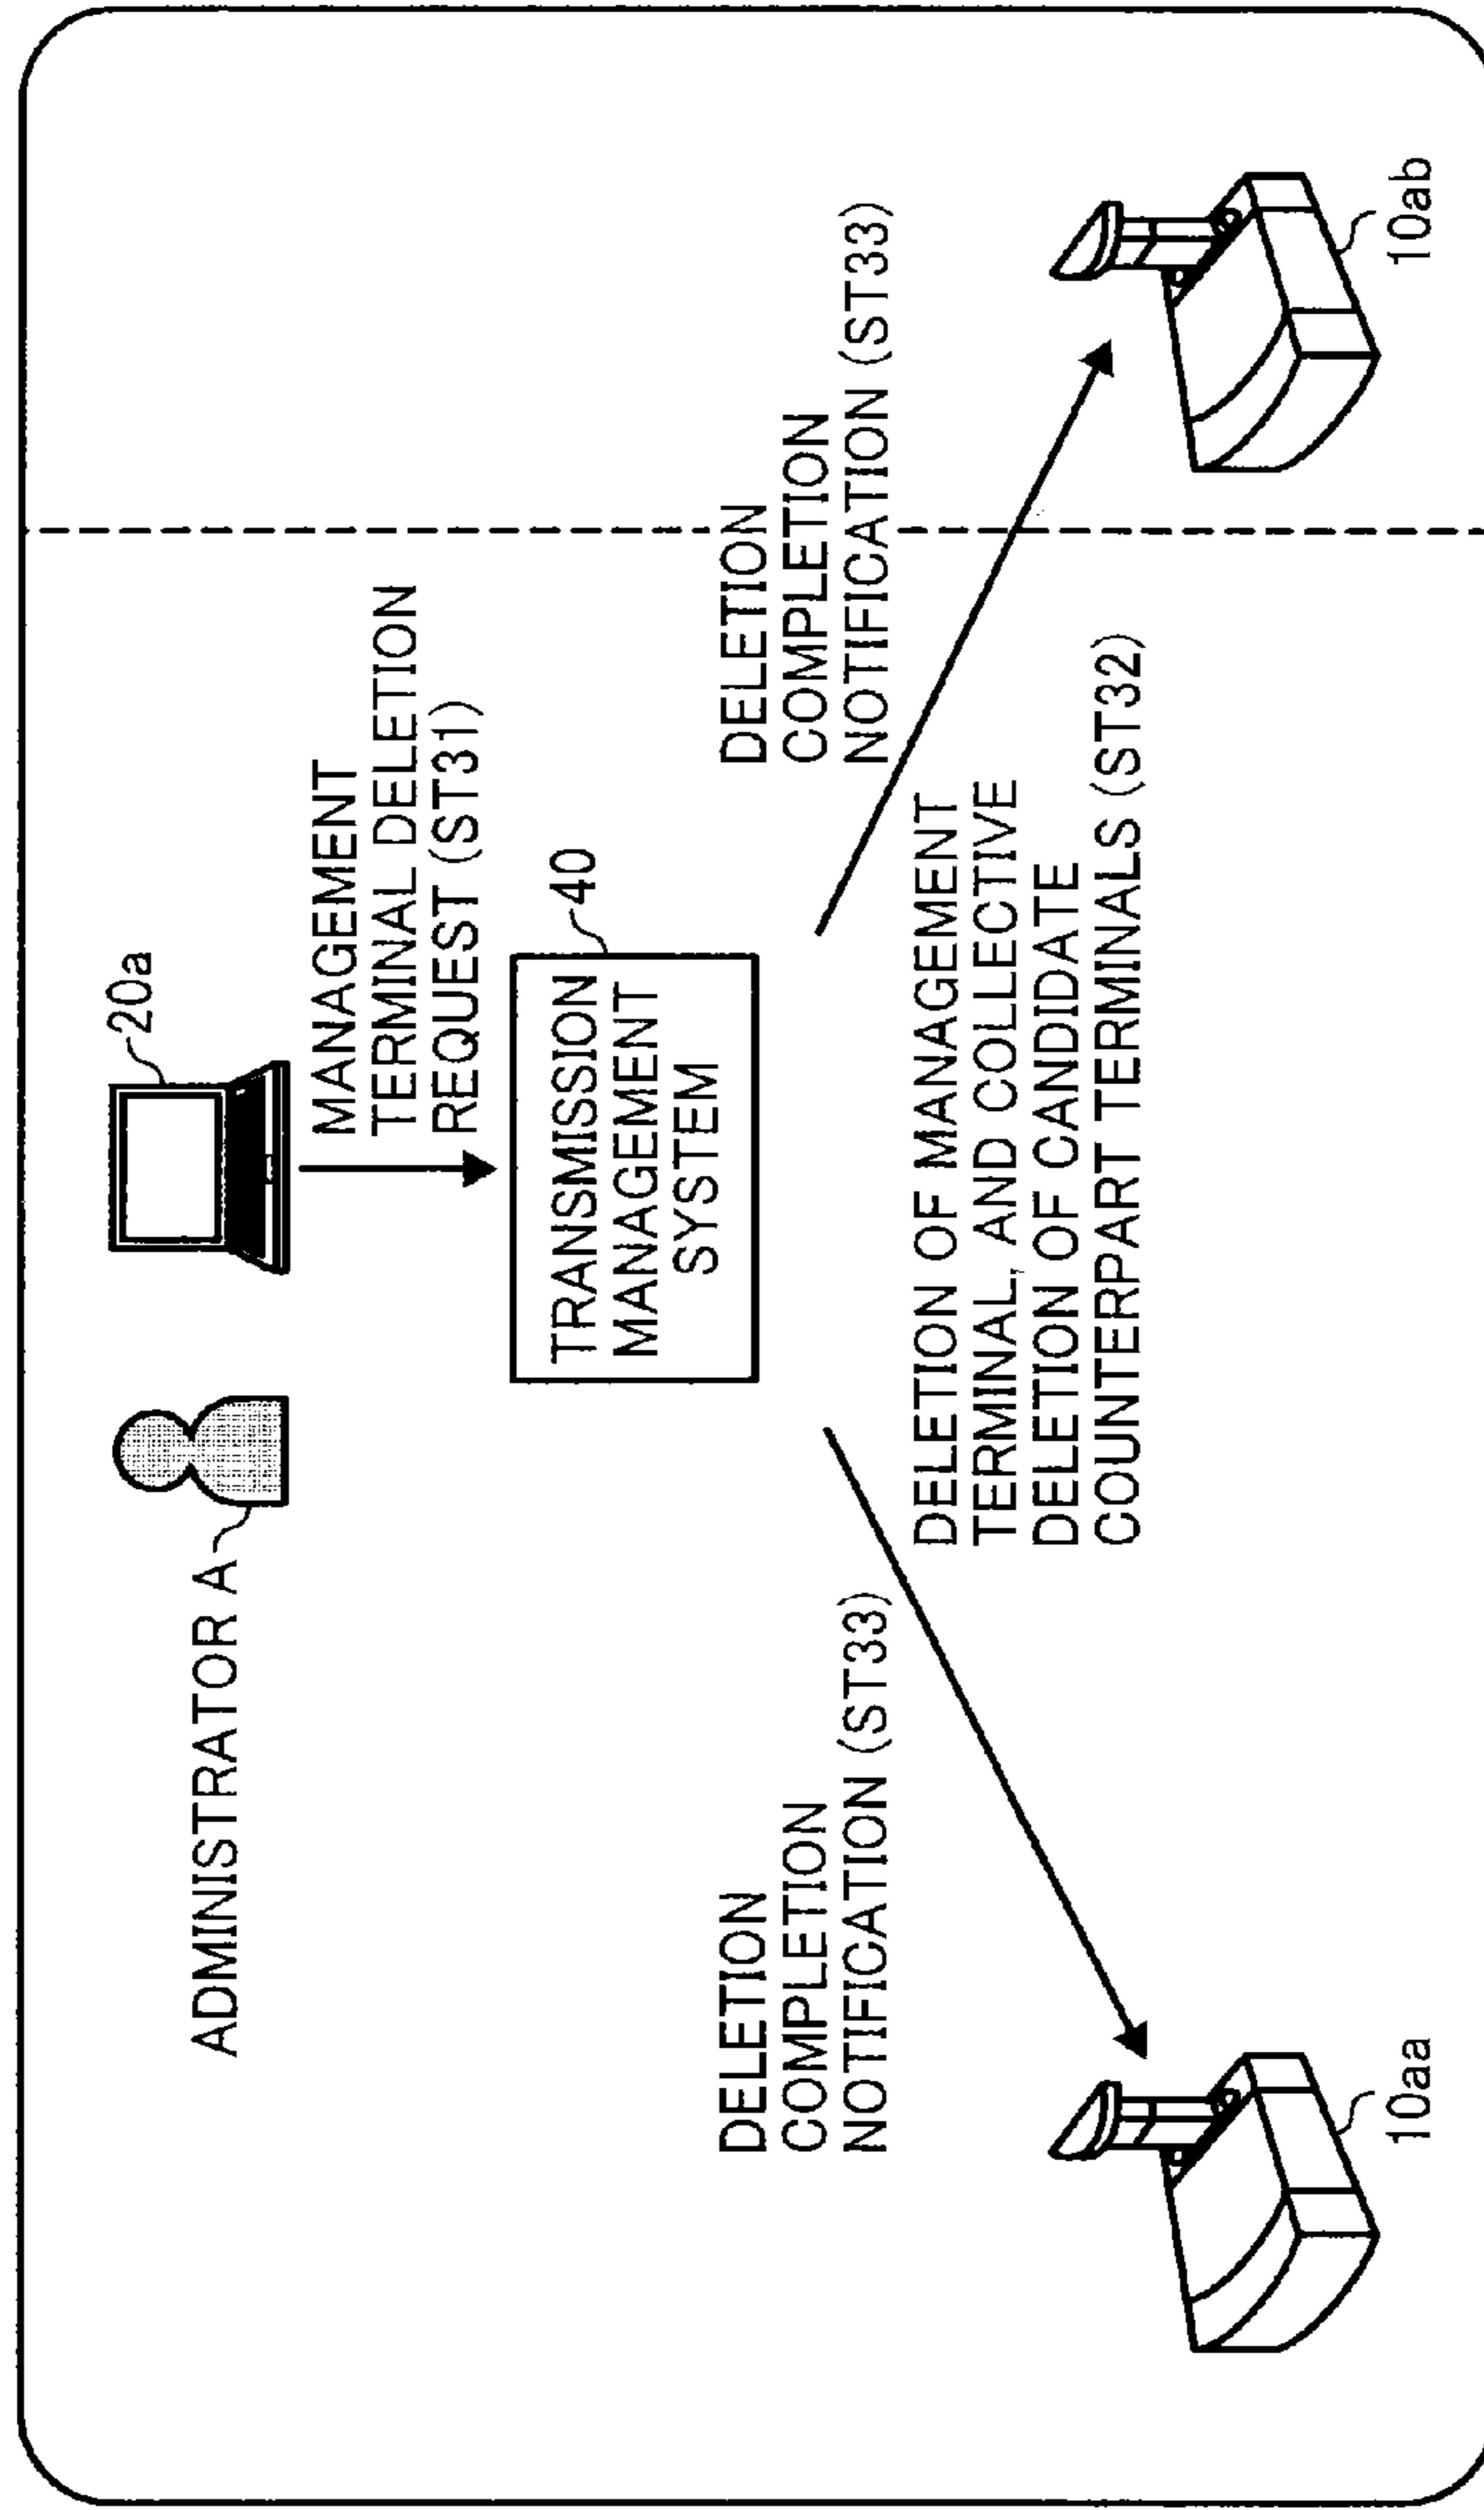 20a
ADMINISTRATOR A
MANAGEMENT
TERMINAL DELETION
REQUEST (ST31)
40
TRANSMISSION
MANAGEMENT
SYSTEM
DELETION
COMPLETION
NOTIFICATION (ST33)
DELETION
COMPLETION
NOTIFICATION (ST33)
DELETION OF MANAGEMENT
TERMINAL, AND COLLECTIVE
DELETION OF CANDIDATE
COUNTERPART TERMINALS (ST32)
10aa
10ab